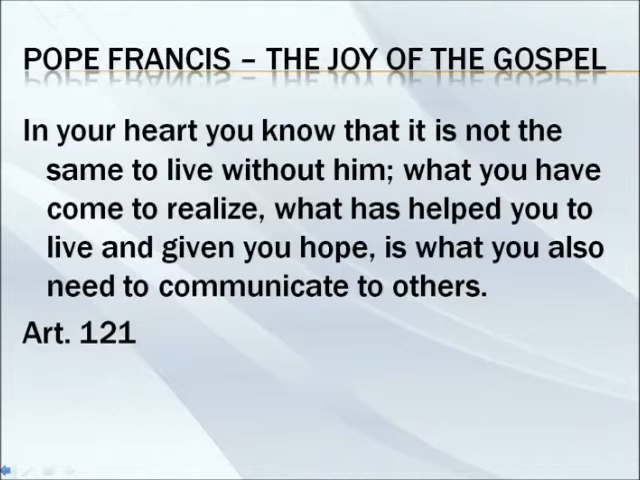 POPE FRANCIS – THE JOY OF THE GOSPEL
In your heart you know that it is not the
same to live without him; what you have
come to realize, what has helped you to
live and given you hope, is what you also
need to communicate to others.
Art. 121